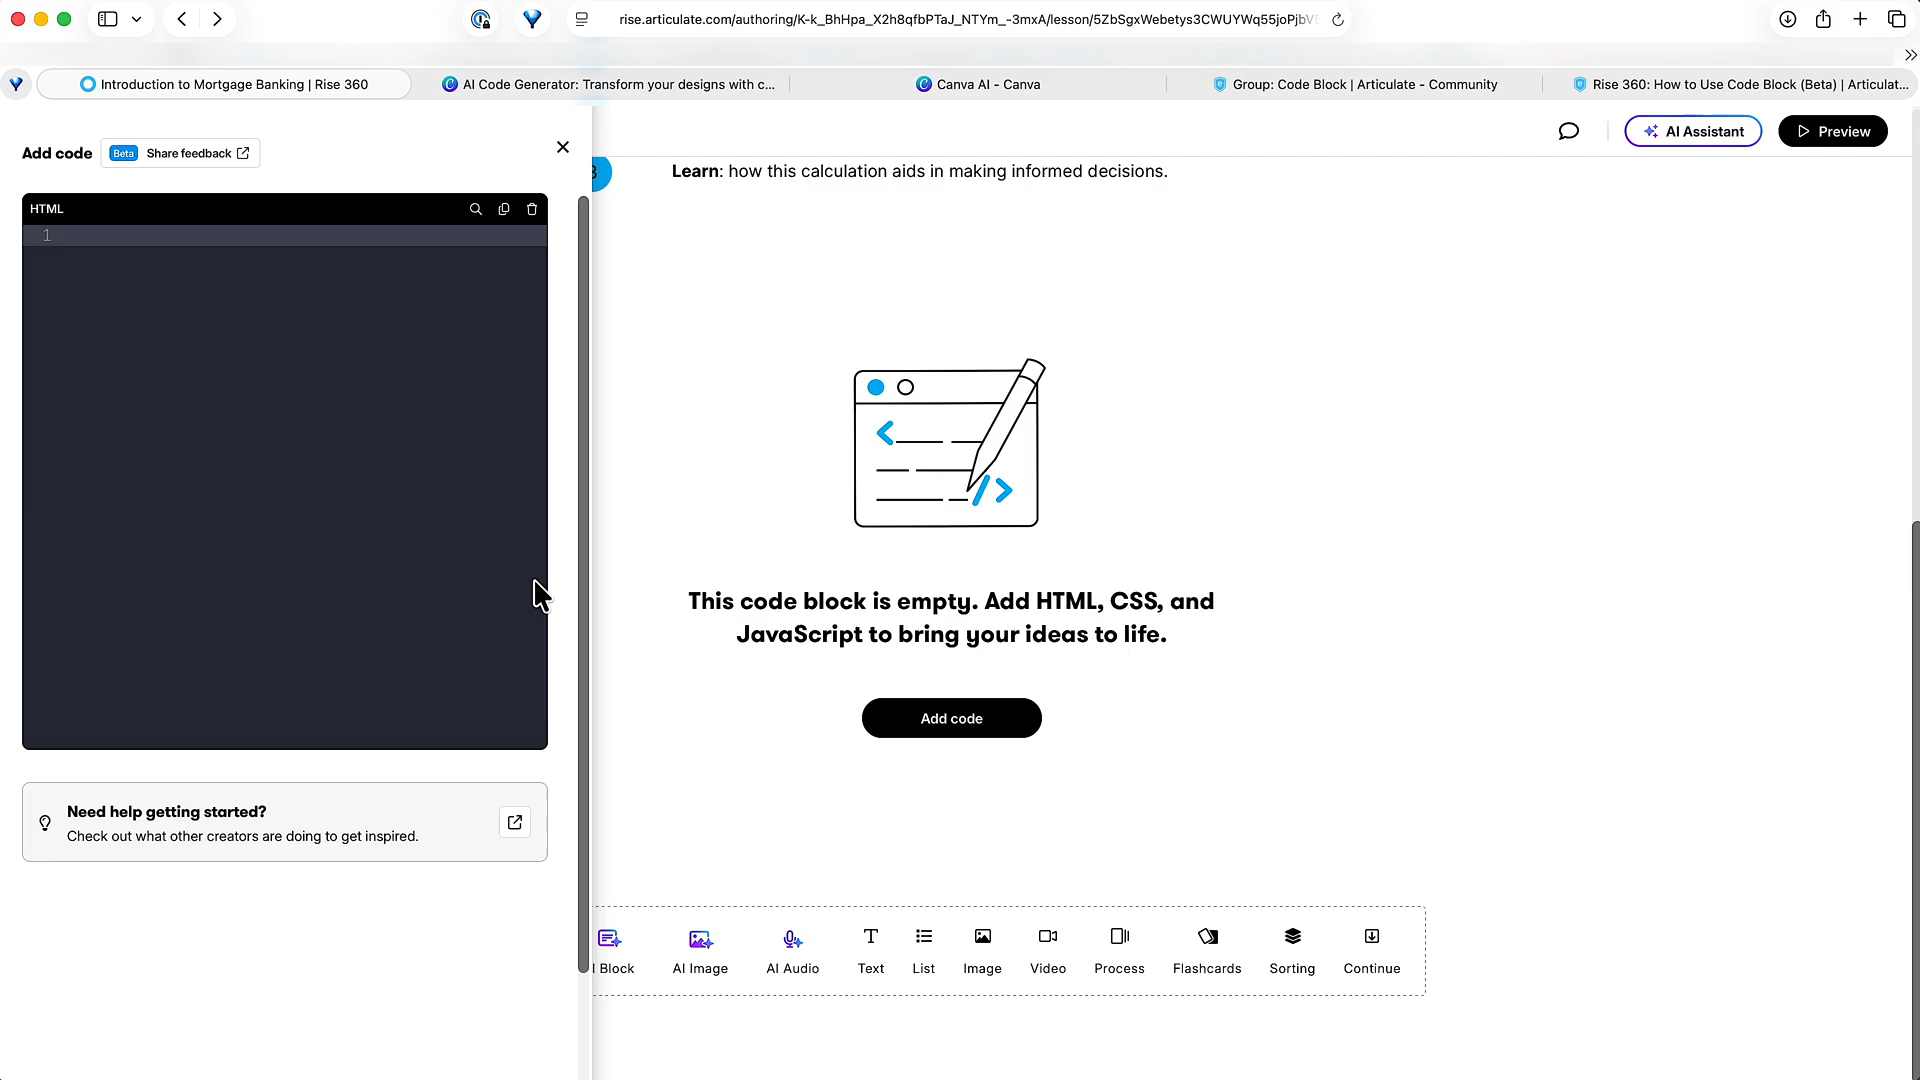 rise.articulate.com/authoring/K-k_BhHpa_X2h8qfbPTaJ_NTYm_-3mxA/lesson/5ZbSgxWebetys3CWUYWq55joPjbV
Introduction to Mortgage Banking | Rise 360
AI Code Generator: Transform your designs with c...
Canva AI - Canva
Group: Code Block | Articulate - Community
Rise 360: How to Use Code Block (Beta) | Articulat...
Add code
Beta
Share feedback
AI Assistant
Preview
Learn: how this calculation aids in making informed decisions.
HTML
1
This code block is empty. Add HTML, CSS, and
JavaScript to bring your ideas to life.
Add code
Need help getting started?
Check out what other creators are doing to get inspired.
Block
AI Image
AI Audio
Text
List
Image
Video
Process
Flashcards
Sorting
Continue